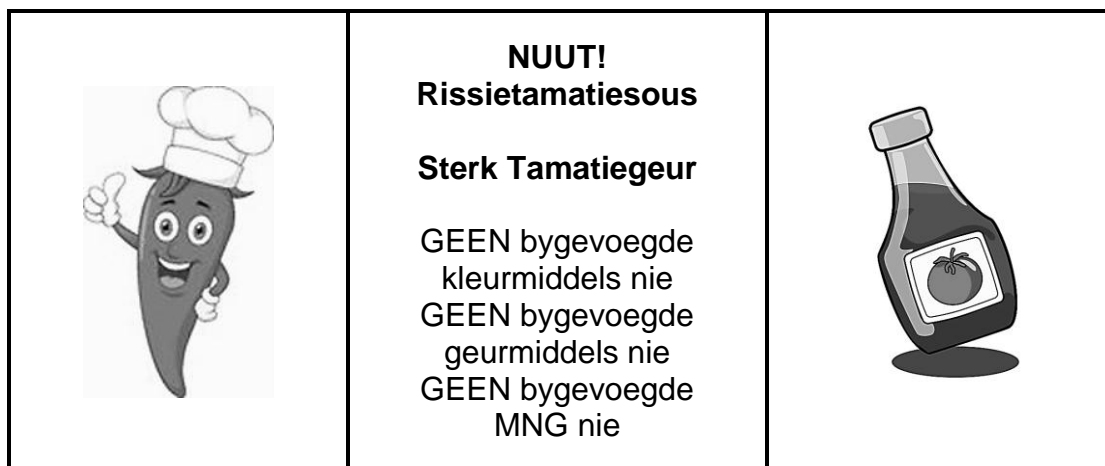 NUUT!
Rissietamatiesous
Sterk Tamatiegeur
GEEN bygevoegde
kleurmiddels nie
GEEN bygevoegde
geurmiddels nie
GEEN bygevoegde
MNG nie